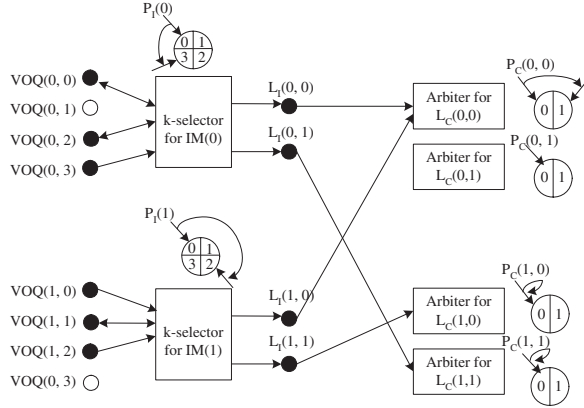 P_I(0)
0 1
3 2
VOQ(0, 0)
VOQ(0, 1)
VOQ(0, 2)
VOQ(0, 3)
k-selector
for IM(0)
L_I(0, 0)
L_I(0, 1)
Arbiter for
L_C(0,0)
P_C(0, 0)
0 1
Arbiter for
L_C(0,1)
P_C(0, 1)
0 1
P_I(1)
0 1
3 2
VOQ(1, 0)
VOQ(1, 1)
VOQ(1, 2)
VOQ(0, 3)
k-selector
for IM(1)
L_I(1, 0)
L_I(1, 1)
Arbiter for
L_C(1,0)
P_C(1, 0)
0 1
Arbiter for
L_C(1,1)
P_C(1, 1)
0 1